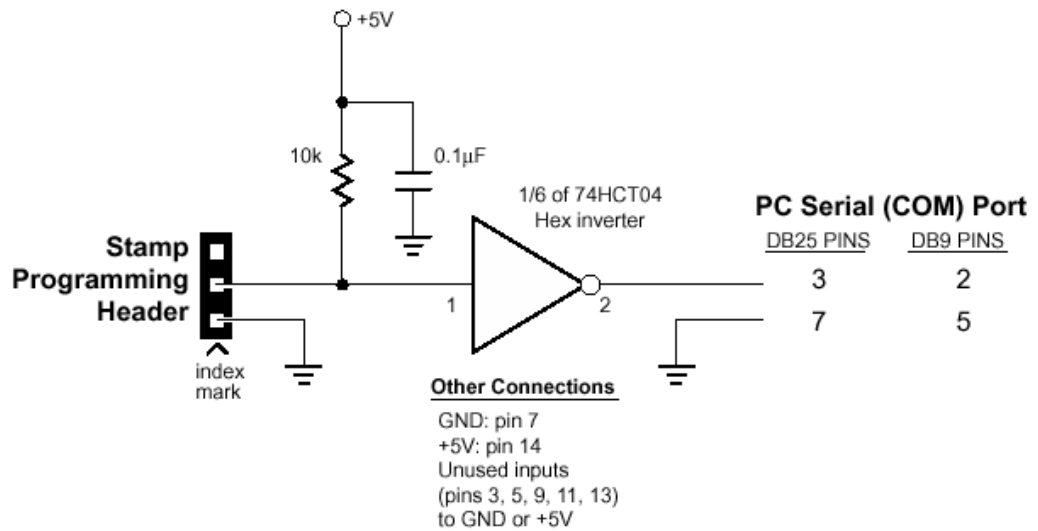 +5V
10k
0.1µF
1/6 of 74HCT04
Hex inverter
PC Serial (COM) Port
DB25 PINS DB9 PINS
3 2
7 5
Stamp
Programming
Header
1
2
index
mark
Other Connections
GND: pin 7
+5V: pin 14
Unused inputs
(pins 3, 5, 9, 11, 13)
to GND or +5V